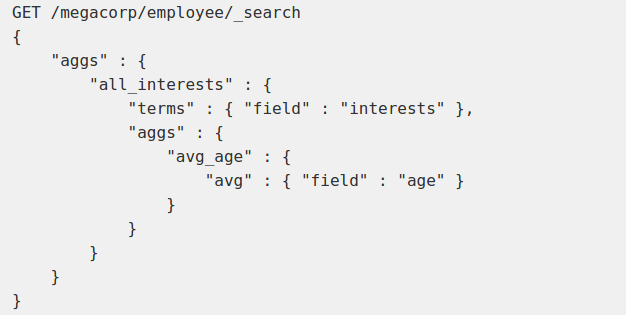 GET /megacorp/employee/_search
{
    "aggs" : {
        "all_interests" : {
            "terms" : { "field" : "interests" },
            "aggs" : {
                "avg_age" : {
                    "avg" : { "field" : "age" }
                }
            }
        }
    }
}